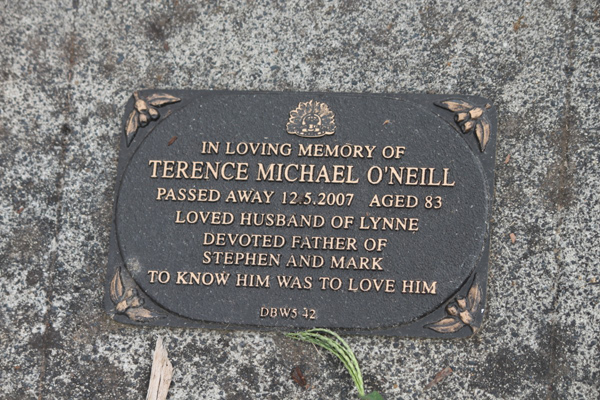 IN LOVING MEMORY OF
TERENCE MICHAEL O'NEILL
PASSED AWAY 12.5.2007 AGED 83
LOVED HUSBAND OF LYNNE
DEVOTED FATHER OF
STEPHEN AND MARK
TO KNOW HIM WAS TO LOVE HIM
DBW5 42